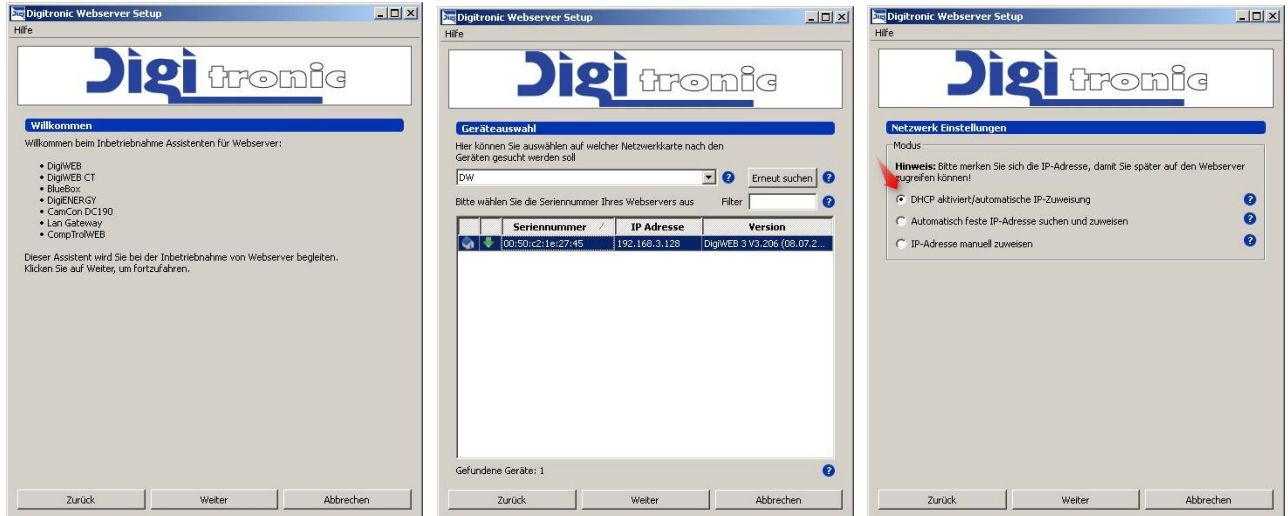 Digitronic Webserver Setup
Hilfe
Digitronic
Willkommen
Willkommen beim Inbetriebnahme Assistenten für Webserver:
• DigiWEB
• DigiWEB CT
• BlueBox
• DigiENERGY
• CamCon DC190
• Lan Gateway
• CompTrolWEB
Dieser Assistent wird Sie bei der Inbetriebnahme von Webserver begleiten.
Klicken Sie auf Weiter, um fortzufahren.
Zurück Weiter Abbrechen
Digitronic Webserver Setup
Hilfe
Digitronic
Geräteauswahl
Hier können Sie auswählen auf welcher Netzwerkkarte nach den
Geräten gesucht werden soll
DW Erneut suchen
Bitte wählen Sie die Seriennummer Ihres Webservers aus Filter
Seriennummer IP Adresse Version
00:50:c2:1e:27:45 192.168.3.128 DigiWEB 3 V3.206 (08.07.2...
Gefundene Geräte: 1
Zurück Weiter Abbrechen
Digitronic Webserver Setup
Hilfe
Digitronic
Netzwerk Einstellungen
Modus
Hinweis: Bitte merken Sie sich die IP-Adresse, damit Sie später auf den Webserver
zugreifen können!
DHCP aktiviert/automatische IP-Zuweisung
Automatisch feste IP-Adresse suchen und zuweisen
IP-Adresse manuell zuweisen
Zurück Weiter Abbrechen